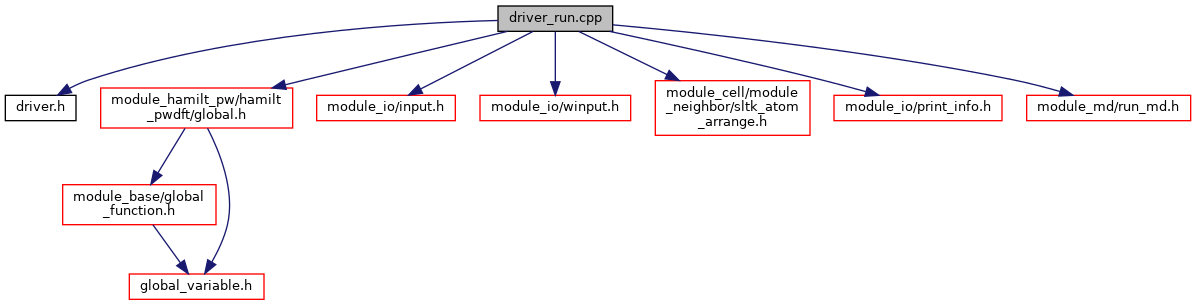 driver_run.cpp
driver.h
module_hamilt_pw/hamilt
_pwdft/global.h
module_io/input.h
module_io/winput.h
module_cell/module
_neighbor/sltk_atom
_arrange.h
module_io/print_info.h
module_md/run_md.h
module_base/global
_function.h
global_variable.h